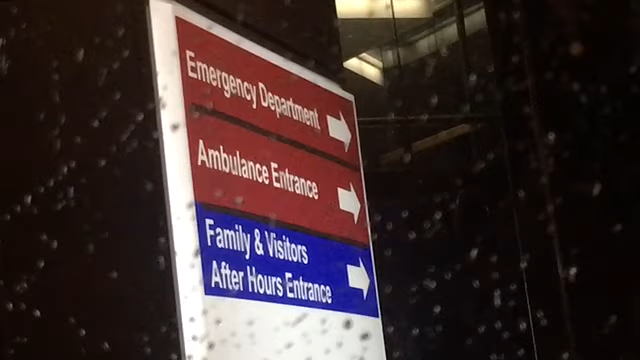 Emergency Department
Ambulance Entrance
Family & Visitors
After Hours Entrance